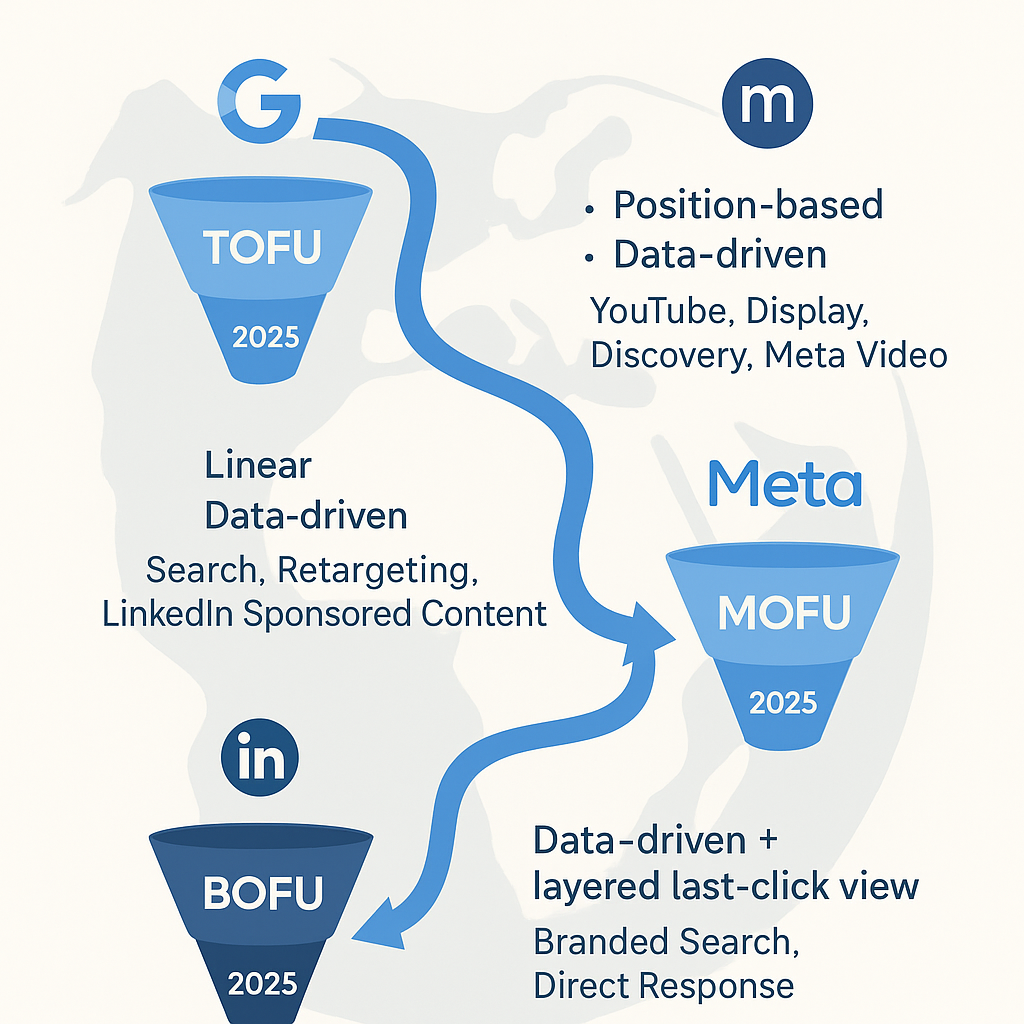 G
m
TOFU
2025
• Position-based
• Data-driven
YouTube, Display,
Discovery, Meta Video
Linear
Data-driven
Search, Retargeting,
LinkedIn Sponsored Content
Meta
MOFU
2025
in
BOFU
2025
Data-driven +
layered last-click view
Branded Search,
Direct Response